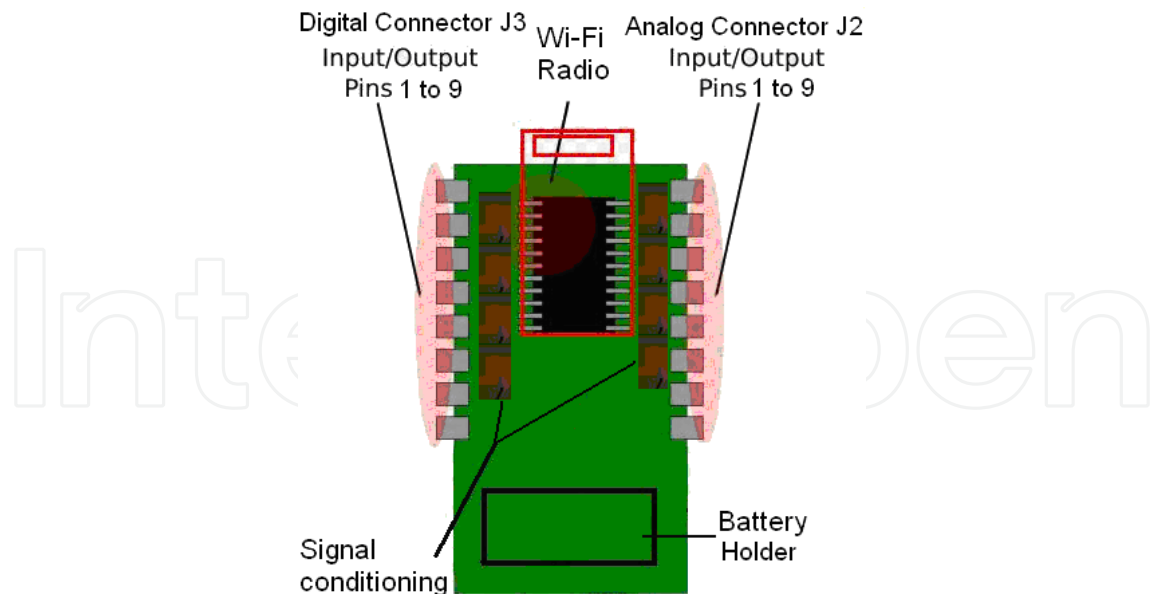 Digital Connector J3
Input/Output
Pins 1 to 9
Wi-Fi
Radio
Analog Connector J2
Input/Output
Pins 1 to 9
Signal
conditioning
Battery
Holder